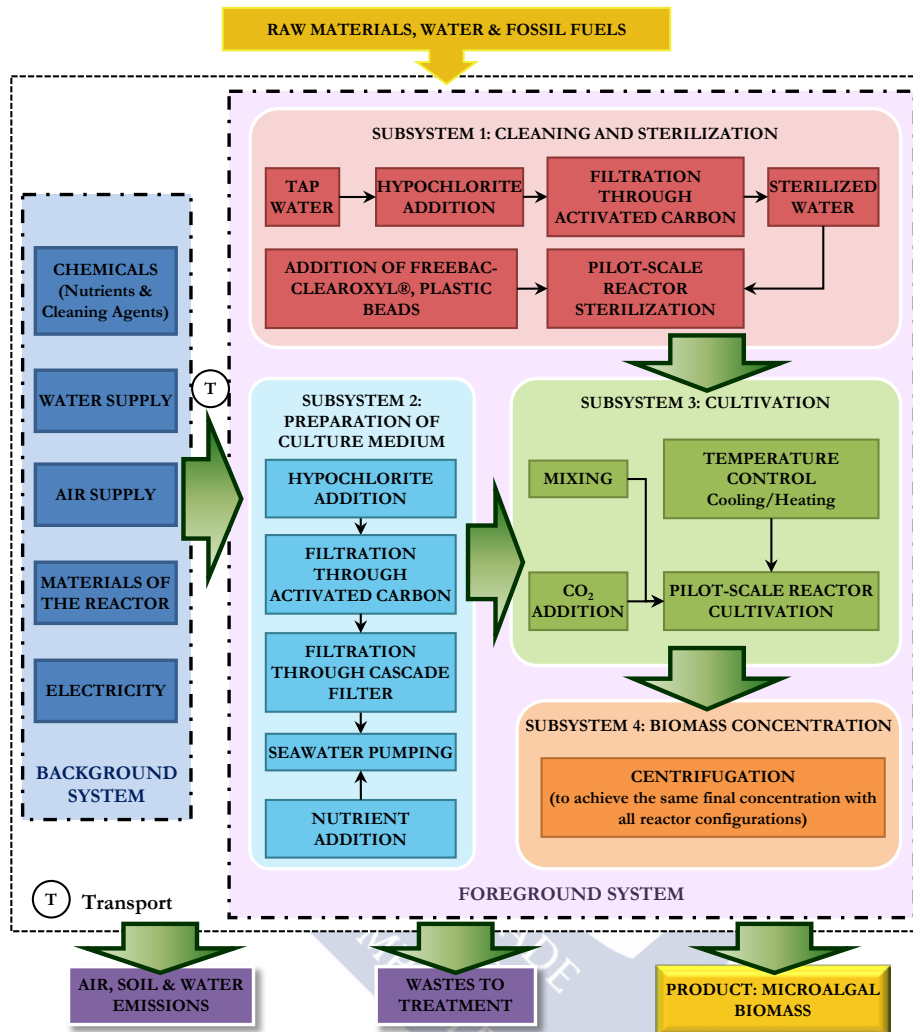 RAW MATERIALS, WATER & FOSSIL FUELS
SUBSYSTEM 1: CLEANING AND STERILIZATION
TAP
WATER
HYPOCHLORITE
ADDITION
FILTRATION
THROUGH
ACTIVATED CARBON
STERILIZED
WATER
ADDITION OF FREEBAC-
CLEAROXYL®, PLASTIC
BEADS
PILOT-SCALE
REACTOR
STERILIZATION
CHEMICALS
(Nutrients &
Cleaning Agents)
WATER SUPPLY
AIR SUPPLY
MATERIALS OF
THE REACTOR
ELECTRICITY
BACKGROUND
SYSTEM
T
SUBSYSTEM 2:
PREPARATION OF
CULTURE MEDIUM
HYPOCHLORITE
ADDITION
FILTRATION
THROUGH
ACTIVATED CARBON
FILTRATION
THROUGH CASCADE
FILTER
SEAWATER PUMPING
NUTRIENT
ADDITION
SUBSYSTEM 3: CULTIVATION
MIXING
TEMPERATURE
CONTROL
Cooling/Heating
CO₂
ADDITION
PILOT-SCALE REACTOR
CULTIVATION
SUBSYSTEM 4: BIOMASS CONCENTRATION
CENTRIFUGATION
(to achieve the same final concentration with
all reactor configurations)
FOREGROUND SYSTEM
T Transport
AIR, SOIL & WATER
EMISSIONS
WASTES TO
TREATMENT
PRODUCT: MICROALGAL
BIOMASS